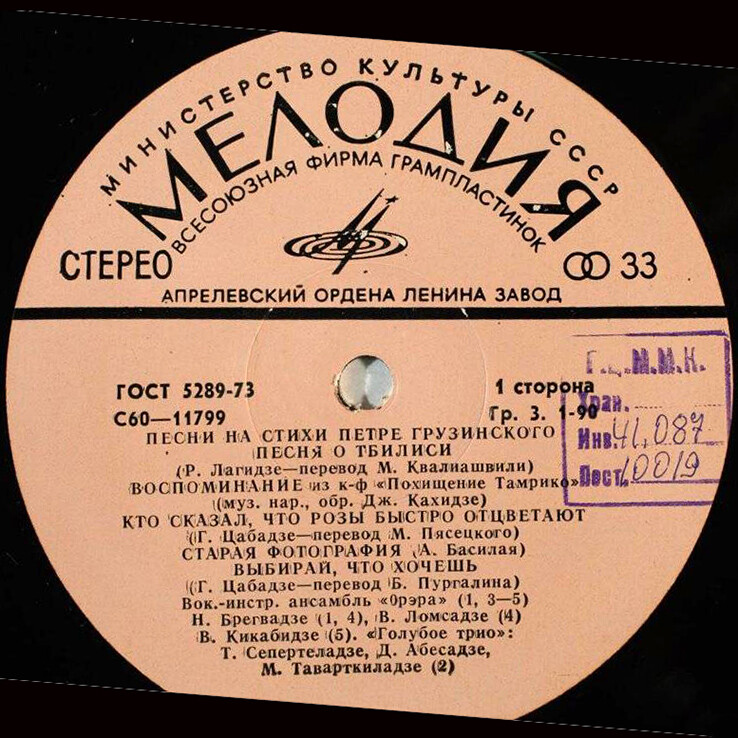 МИНИСТЕРСТВО КУЛЬТУРЫ СССР
МЕЛОДИЯ
ВСЕСОЮЗНАЯ ФИРМА ГРАМПЛАСТИНОК
СТЕРЕО
33
АПРЕЛЕВСКИЙ ОРДЕНА ЛЕНИНА ЗАВОД
ГОСТ 5289-73
1 сторона
С60—11799
Гр. 3. 1-90
Г.Ц.М.М.К.
Хран.
Инв. 41.087
Пост. 10019
ПЕСНИ НА СТИХИ ПЕТРЕ ГРУЗИНСКОГО
ПЕСНЯ О ТБИЛИСИ
(Р. Лагидзе—перевод М. Квалиашвили)
ВОСПОМИНАНИЕ из к-ф «Похищение Тамрико»
(муз. нар., обр. Дж. Кахидзе)
КТО СКАЗАЛ, ЧТО РОЗЫ БЫСТРО ОТЦВЕТАЮТ
(Г. Цабадзе—перевод М. Пясецкого)
СТАРАЯ ФОТОГРАФИЯ (А. Басилая)
ВЫБИРАЙ, ЧТО ХОЧЕШЬ
(Г. Цабадзе—перевод Б. Пургалина)
Вок.-инстр. ансамбль «Орэра» (1, 3—5)
Н. Брегвадзе (1, 4), В. Ломсадзе (4)
В. Кикабидзе (5). «Голубое трио»:
Т. Сепертеладзе, Д. Абесадзе,
М. Таварткиладзе (2)